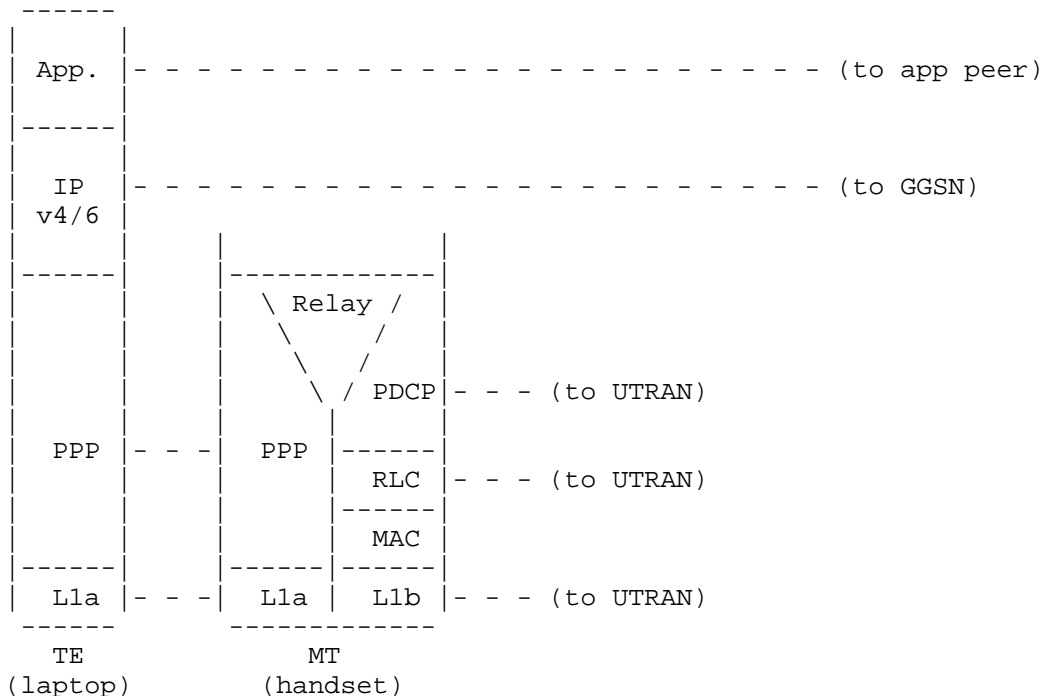 App. (to app peer)
IP (to GGSN)
v4/6
Relay
PDCP (to UTRAN)
PPP PPP
RLC (to UTRAN)
MAC
L1a L1a L1b (to UTRAN)
TE MT
(laptop) (handset)